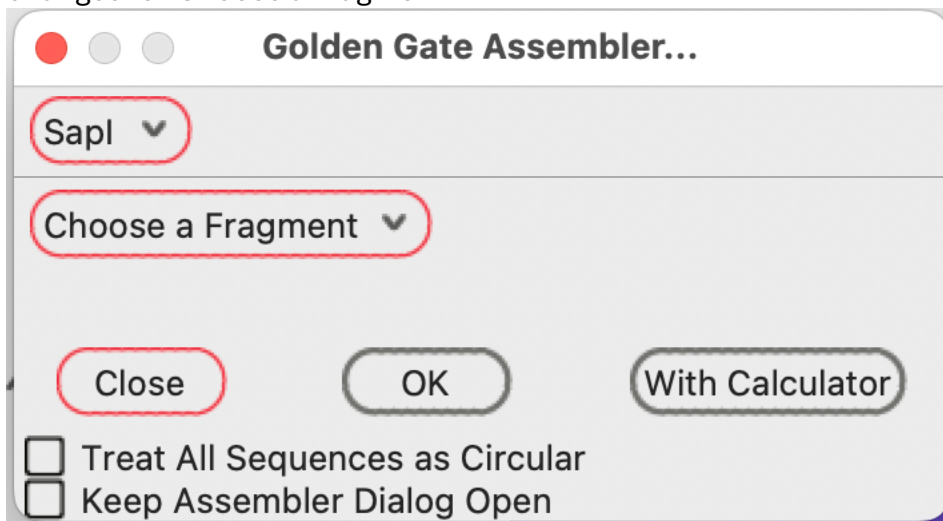 Golden Gate Assembler...
SapI
Choose a Fragment
Close OK With Calculator
Treat All Sequences as Circular
Keep Assembler Dialog Open